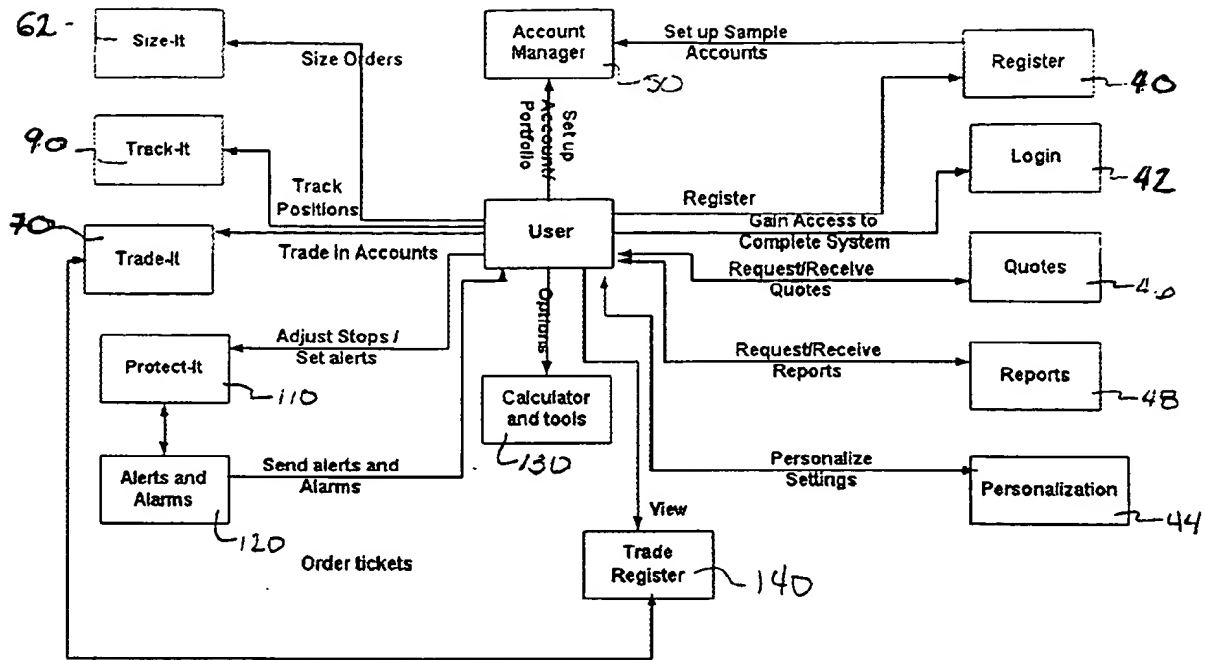 62
Size-It
Size Orders
Account
Manager
50
Set up Sample
Accounts
Register
40
90
Track-It
Track
Positions
Set up
Account/
Portfolio
Login
42
Register
Gain Access to
Complete System
User
70
Trade-It
Trade In Accounts
Request/Receive
Quotes
Quotes
Adjust Stops /
Set alerts
Protect-It
110
Options
Calculator
and tools
130
Request/Receive
Reports
Reports
48
Alerts and
Alarms
120
Send alerts and
Alarms
Personalize
Settings
Personalization
44
View
Order tickets
Trade
Register
140